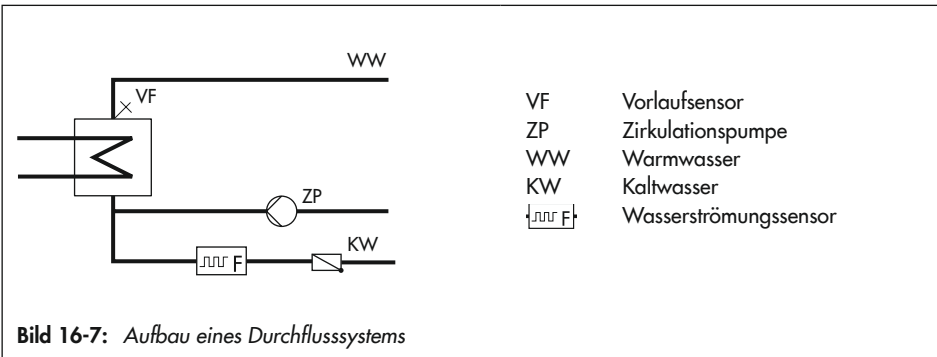 WW
VF
ZP
KW
F
VF Vorlaufsensor
ZP Zirkulationspumpe
WW Warmwasser
KW Kaltwasser
F Wasserströmungssensor
Bild 16-7: Aufbau eines Durchflusssystems